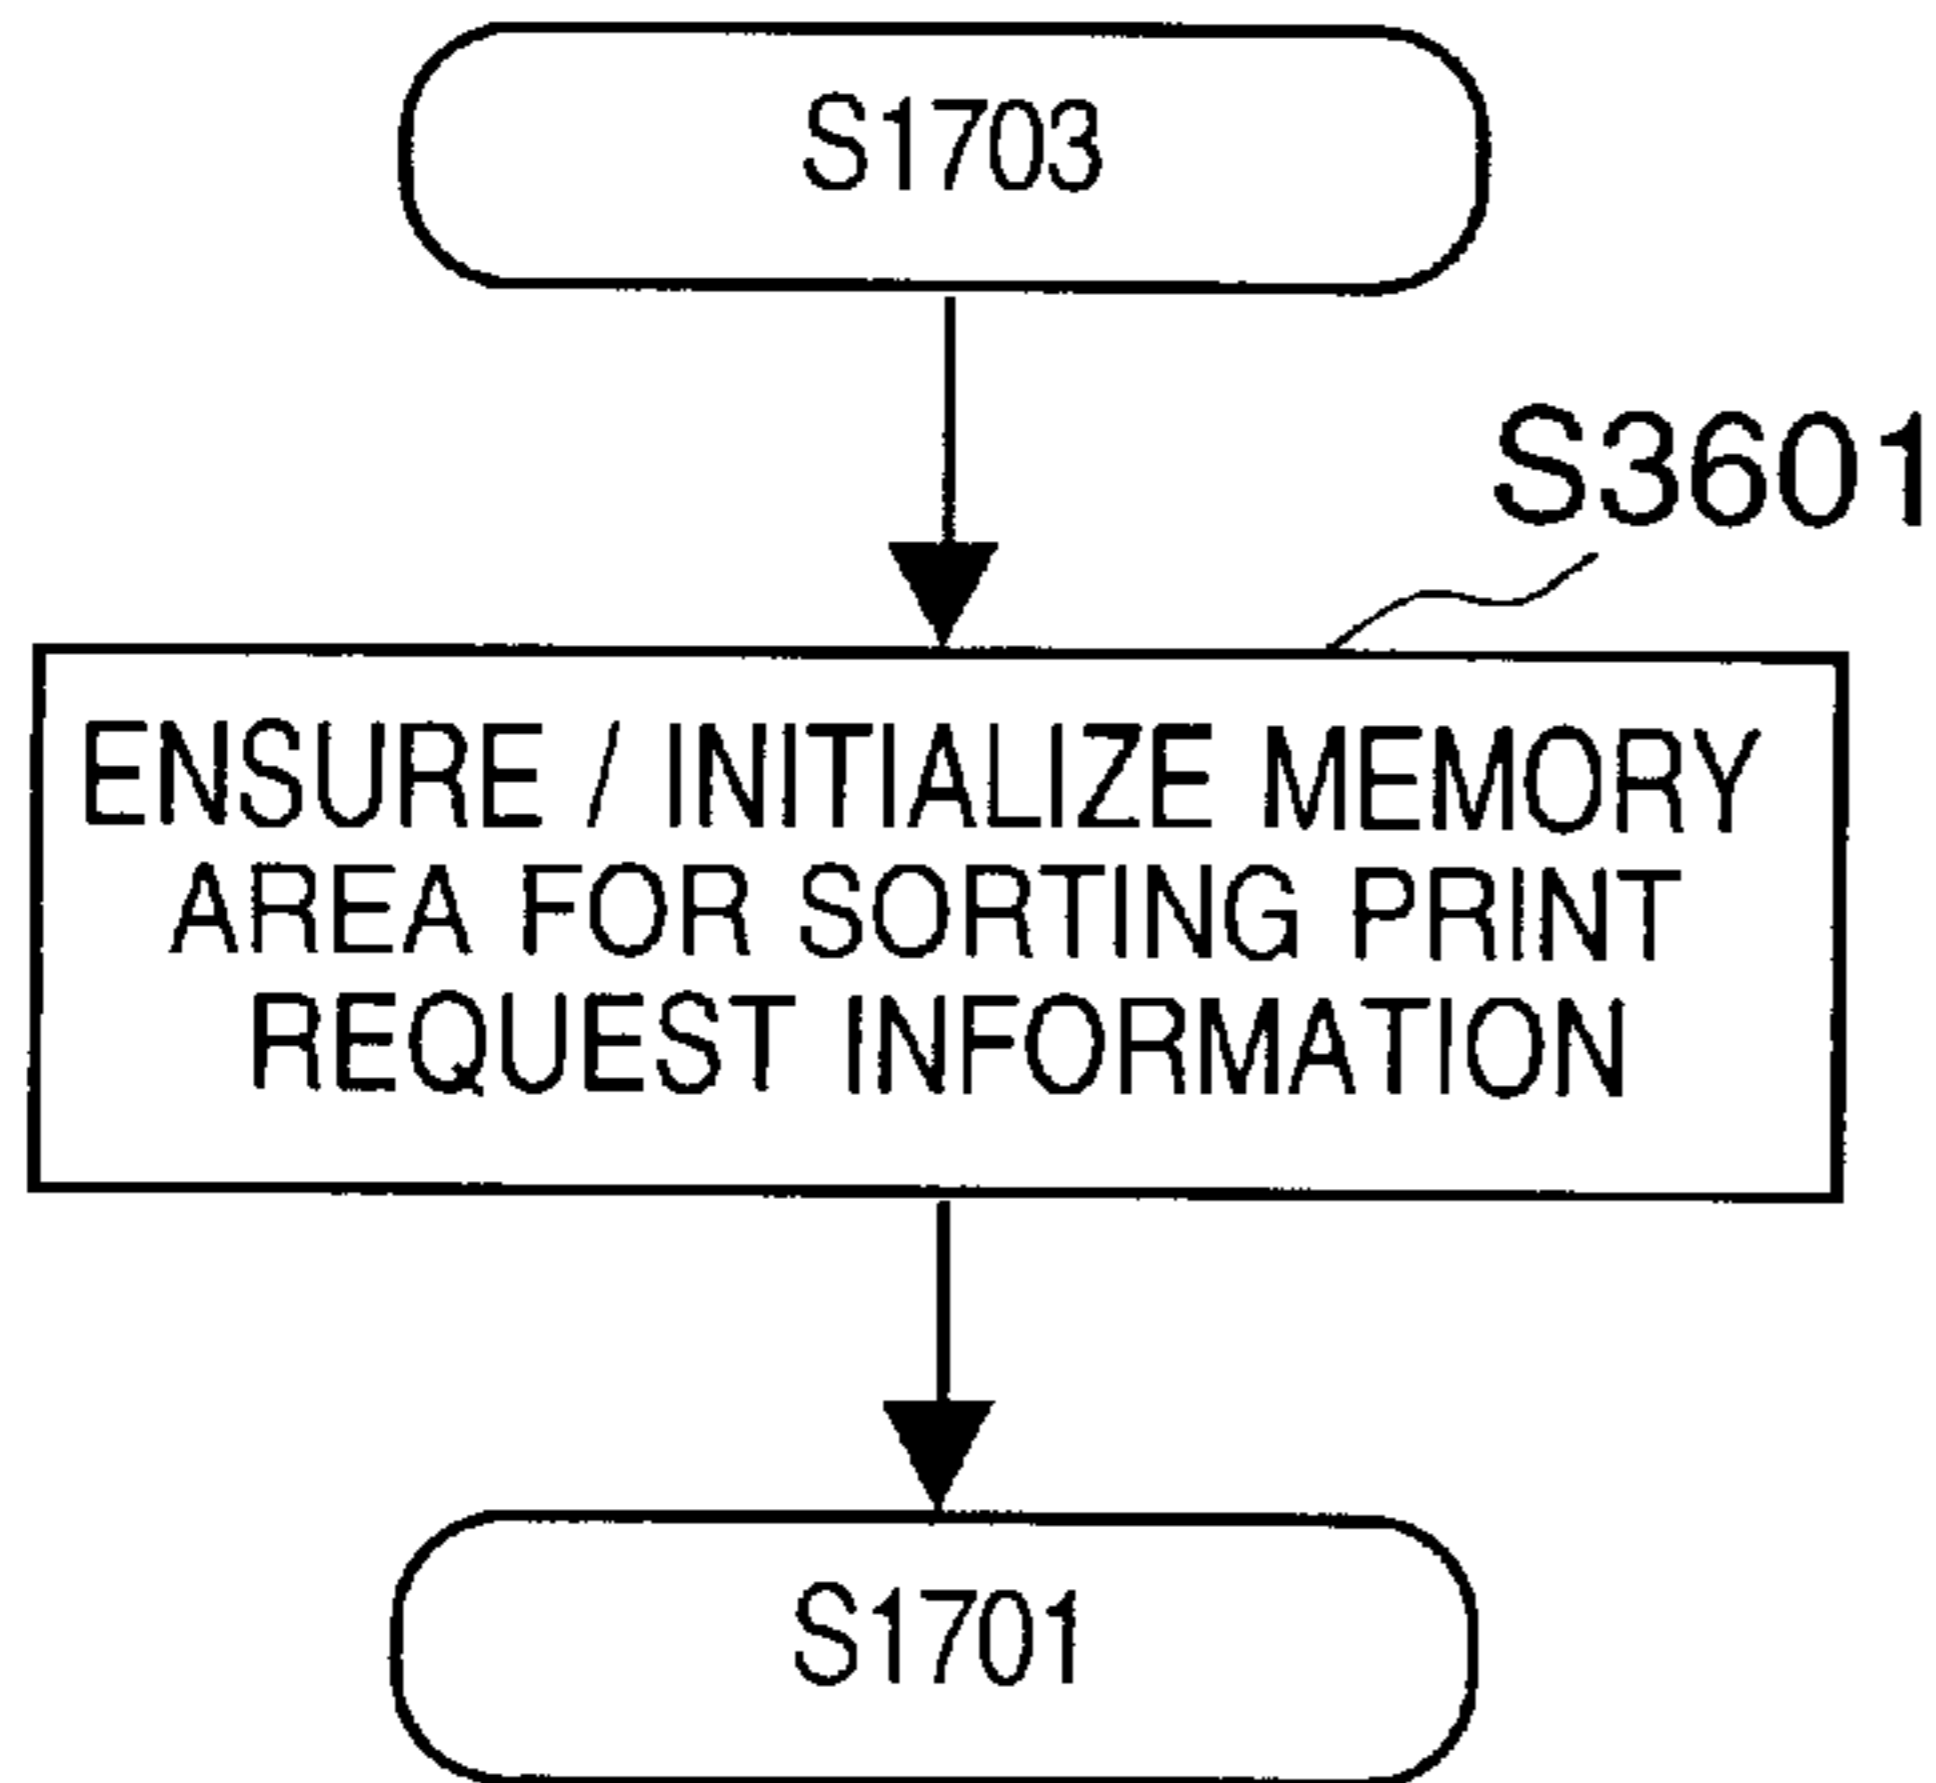 S1703
S3601
ENSURE / INITIALIZE MEMORY
AREA FOR SORTING PRINT
REQUEST INFORMATION
S1701